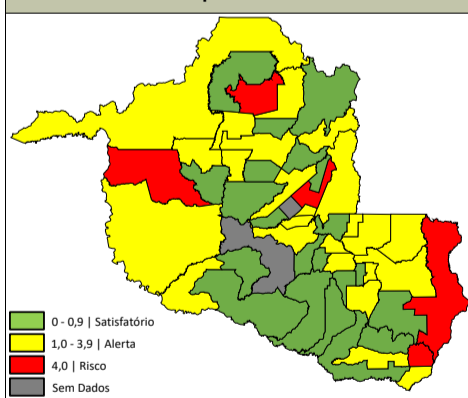 0 - 0,9 | Satisfatório
1,0 - 3,9 | Alerta
4,0 | Risco
Sem Dados